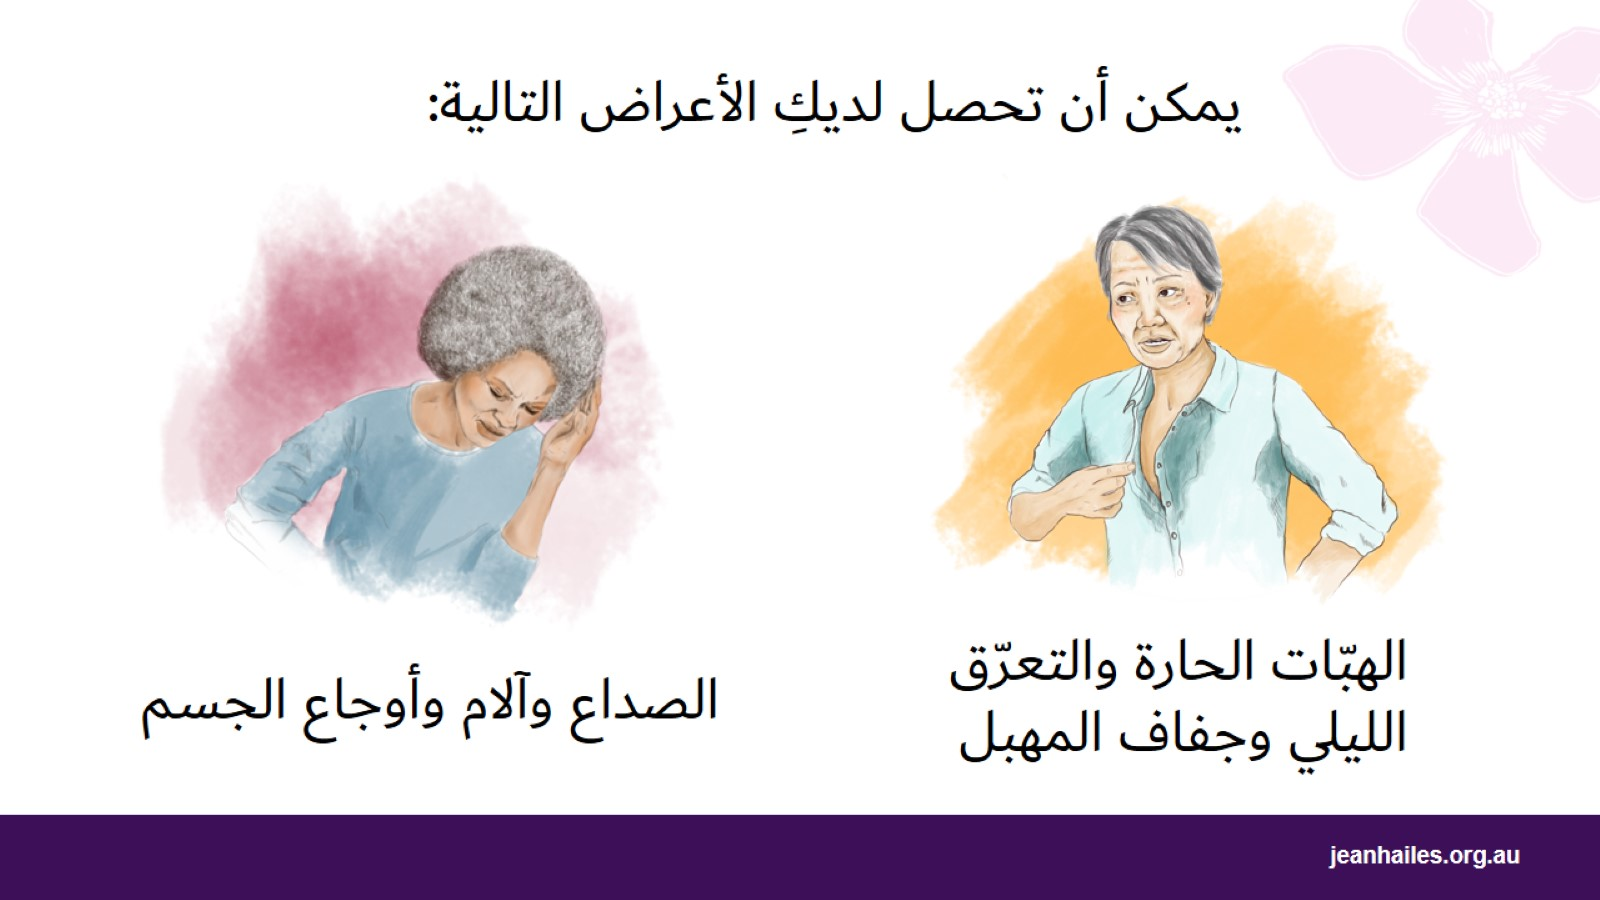 يمكن أن تحصل لديكِ الأعراض التالية:
الهبّات الحارة والتعرّق
الليلي وجفاف المهبل
الصداع وآلام وأوجاع الجسم
jeanhailes.org.au